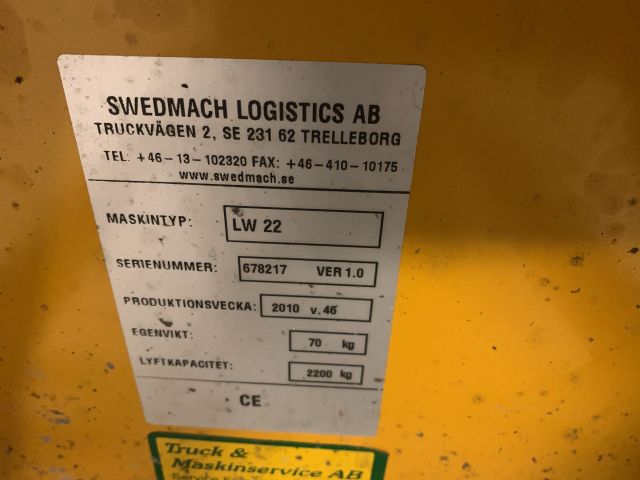 SWEDMACH LOGISTICS AB
TRUCKVÄGEN 2, SE 231 62 TRELLEBORG
TEL: +46-13-102320 FAX: +46-410-10175
www.swedmach.se
MASKINTYP: LW 22
SERIENUMMER: 678217 VER 1.0
PRODUKTIONSVECKA: 2010 v.46
EGENVIKT: 70 kg
LYFTKAPACITET: 2200 kg
CE
Truck &
Maskinservice AB